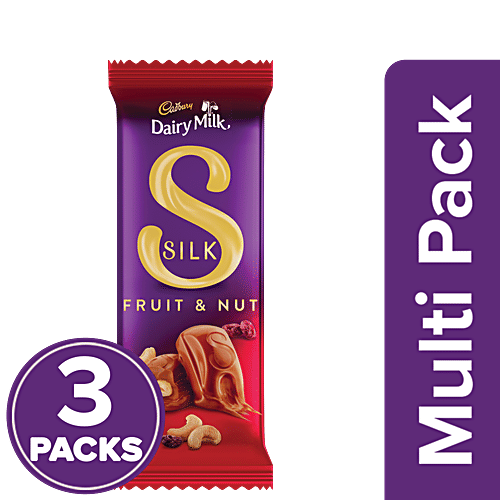 Cadbury
Dairy Milk
S
SILK
FRUIT & NUT
3
PACKS
Multi Pack